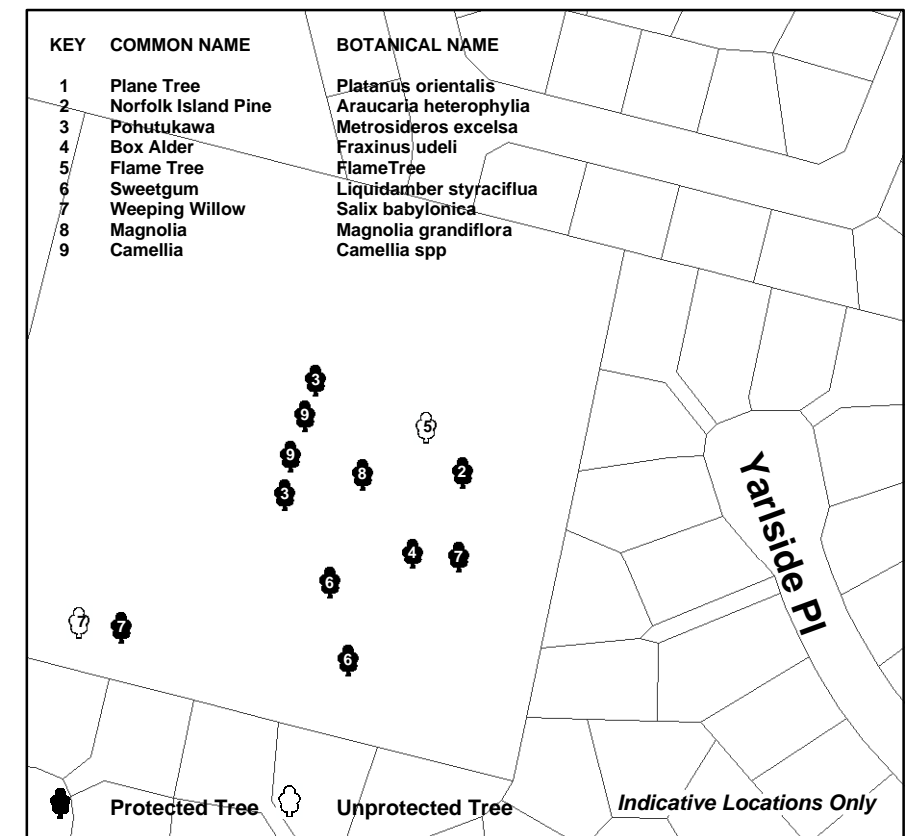 KEY COMMON NAME BOTANICAL NAME
1 Plane Tree Platanus orientalis
2 Norfolk Island Pine Araucaria heterophylia
3 Pohutukawa Metrosideros excelsa
4 Box Alder Fraxinus udeli
5 Flame Tree FlameTree
6 Sweetgum Liquidamber styraciflua
7 Weeping Willow Salix babylonica
8 Magnolia Magnolia grandiflora
9 Camellia Camellia spp
3
9
5
9
8
2
3
4
7
6
7
7
6
Yarlside Pl
Protected Tree Unprotected Tree Indicative Locations Only